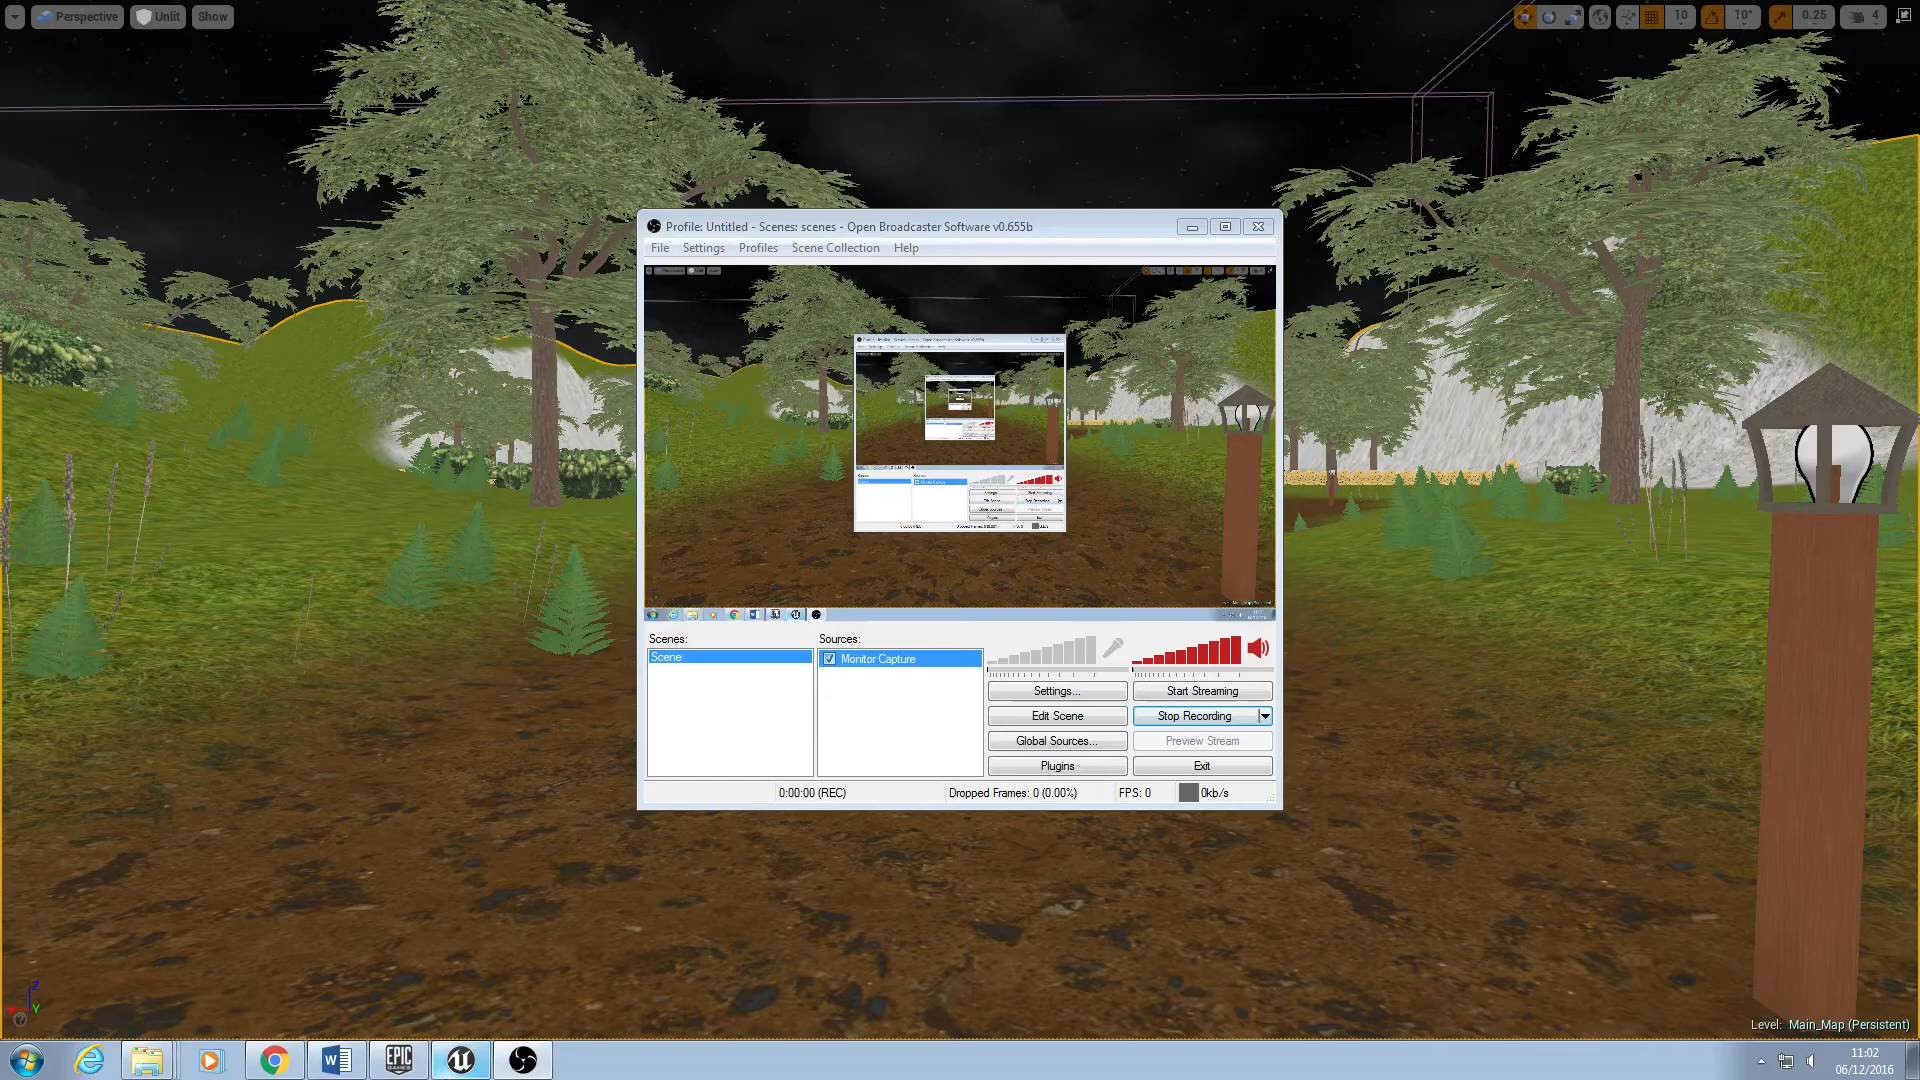 Perspective Unlit Show 10 10° 0.25 4
Profile: Untitled - Scenes: scenes - Open Broadcaster Software v0.655b
File Settings Profiles Scene Collection Help
Scenes: Sources:
Scene Monitor Capture
Settings... Start Streaming
Edit Scene Stop Recording
Global Sources... Preview Stream
Plugins Exit
0:00:00 (REC) Dropped Frames: 0 (0.00%) FPS: 0 0kb/s
Z
Y
Level: Main_Map (Persistent)
EPIC GAMES
11:02
06/12/2016